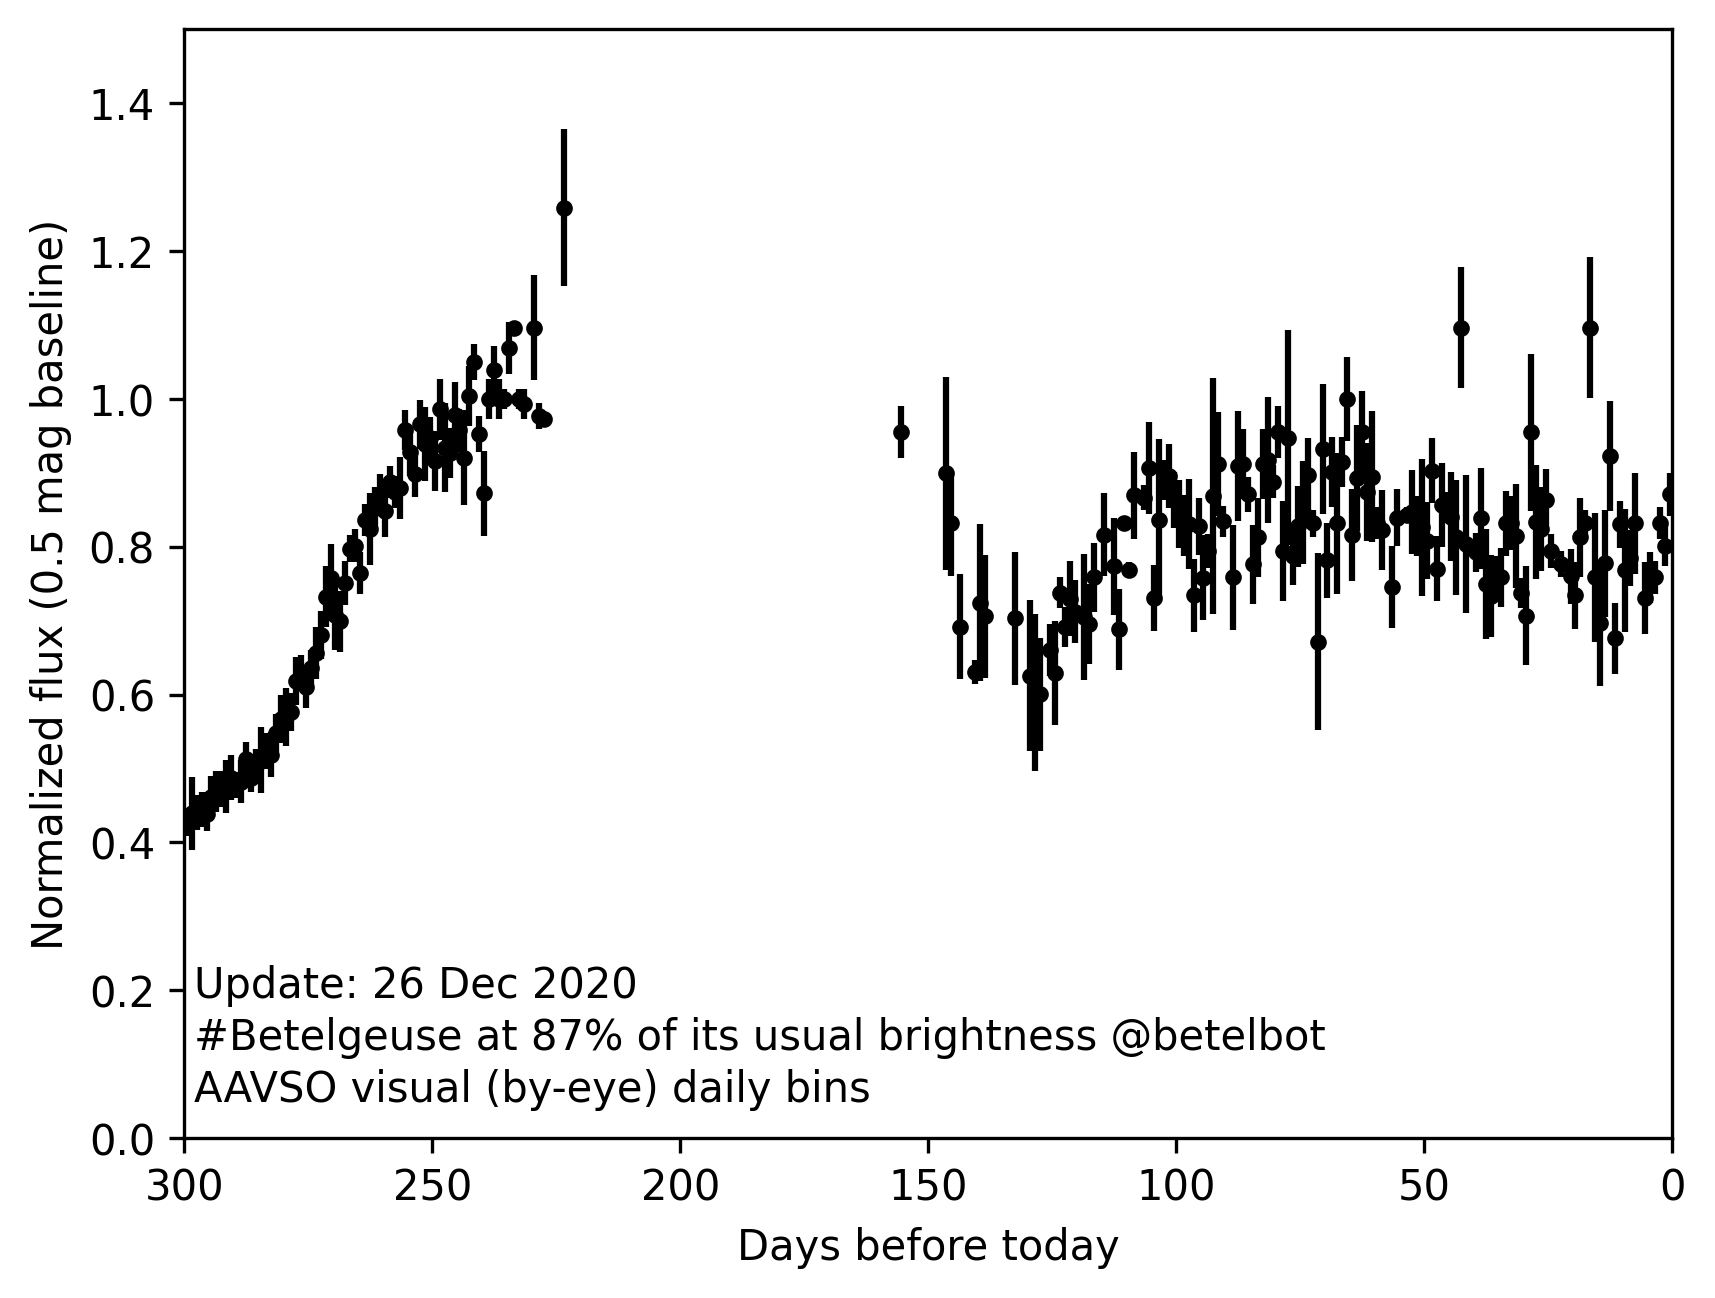 1.4
1.2
1.0
0.8
0.6
0.4
0.2
0.0
Normalized flux (0.5 mag baseline)
Update: 26 Dec 2020
#Betelgeuse at 87% of its usual brightness @betelbot
AAVSO visual (by-eye) daily bins
300 250 200 150 100 50 0
Days before today